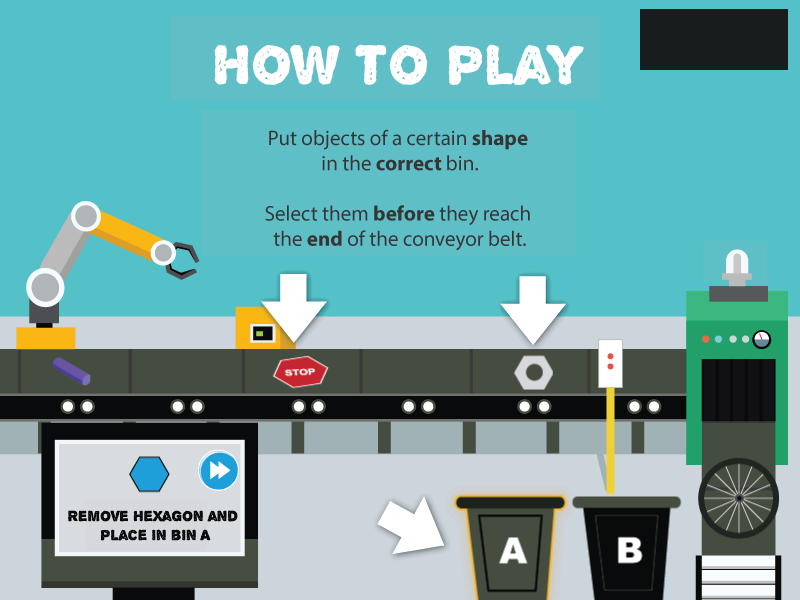 HOW TO PLAY
Put objects of a certain shape
in the correct bin.
Select them before they reach
the end of the conveyor belt.
STOP
REMOVE HEXAGON AND
PLACE IN BIN A
A
B